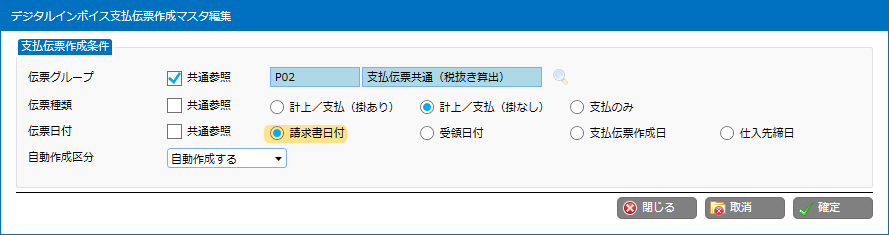 デジタルインボイス支払伝票作成マスタ編集
支払伝票作成条件
伝票グループ 共通参照 P02 支払伝票共通（税抜き算出）
伝票種類 共通参照 計上／支払（掛あり） 計上／支払（掛なし） 支払のみ
伝票日付 共通参照 請求書日付 受領日付 支払伝票作成日 仕入先締日
自動作成区分 自動作成する
閉じる 取消 確定